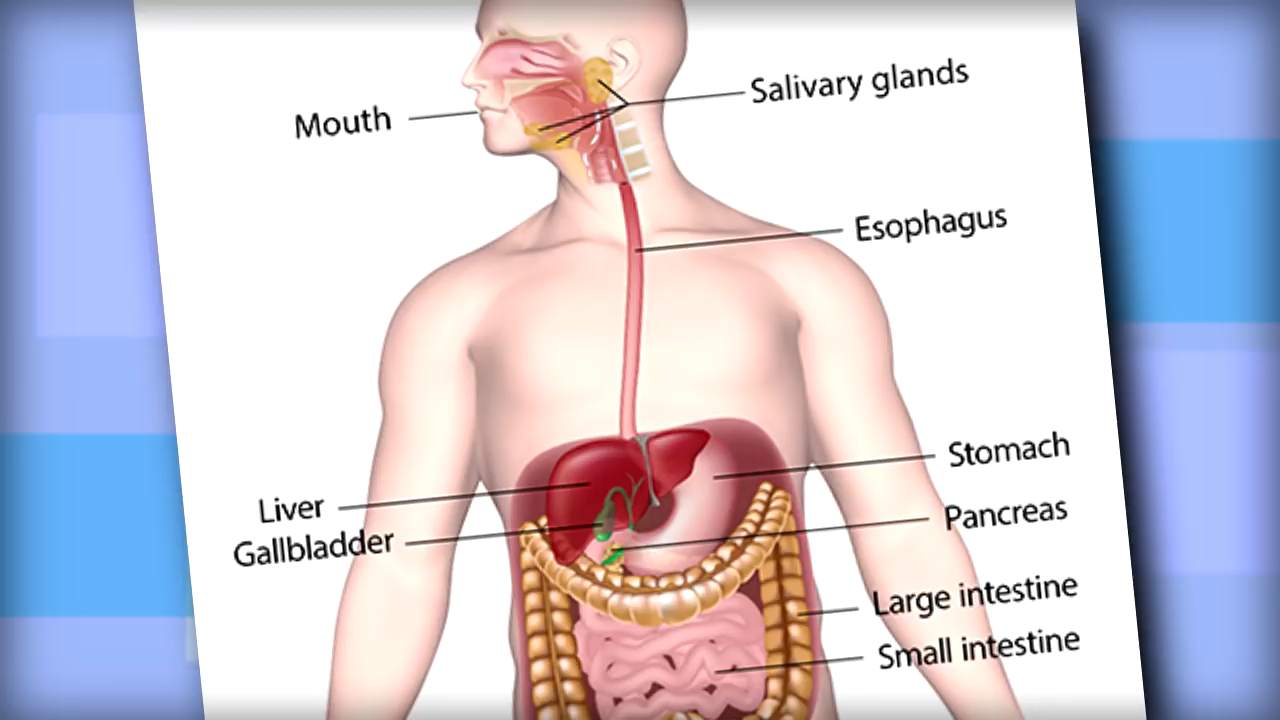 Salivary glands
Mouth
Esophagus
Stomach
Liver
Pancreas
Gallbladder
Large intestine
Small intestine